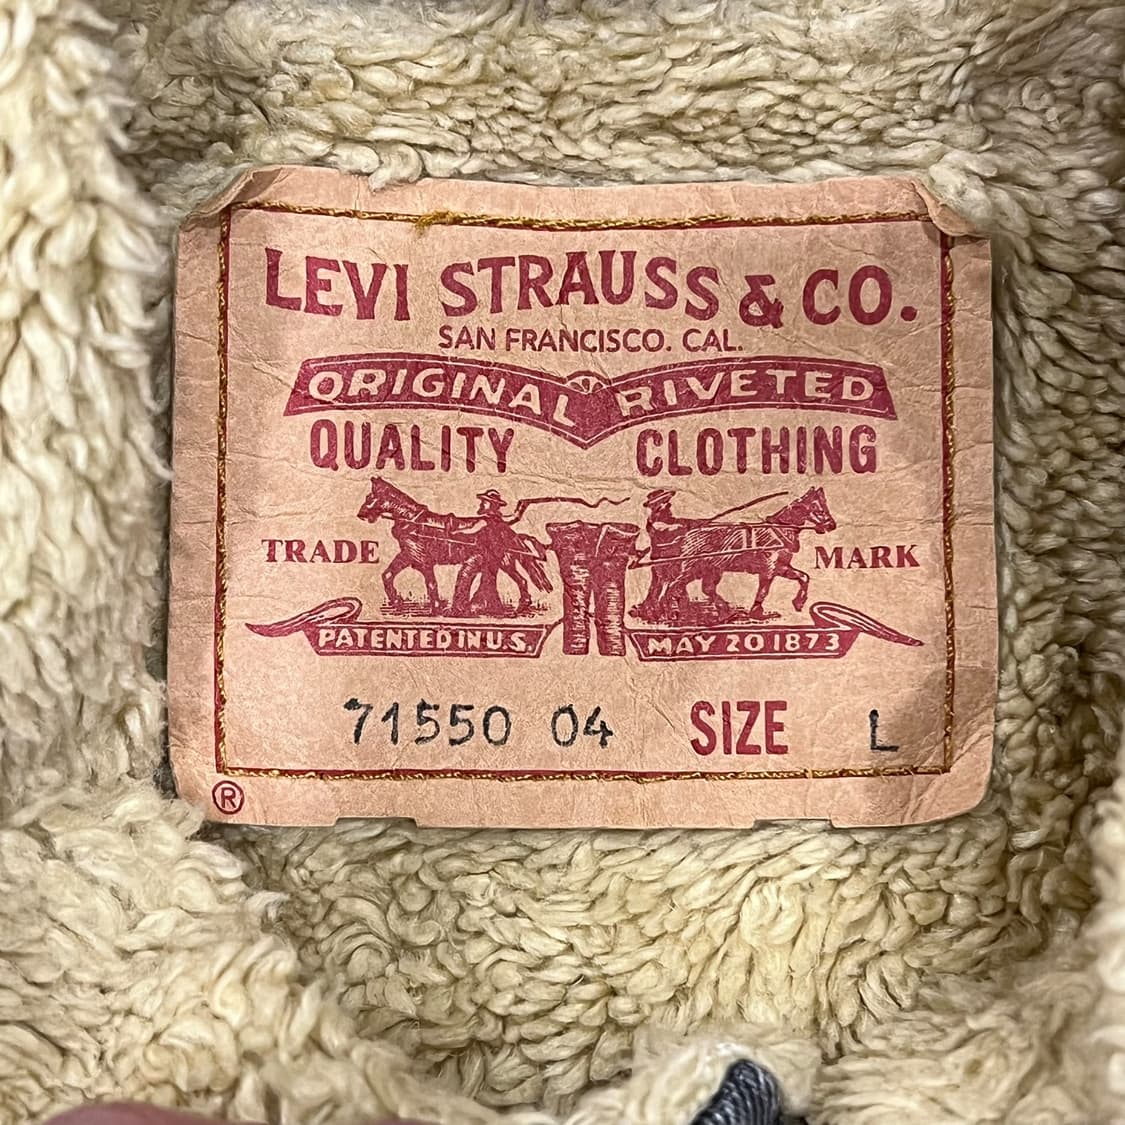 LEVI STRAUSS & CO.
SAN FRANCISCO. CAL.
ORIGINAL RIVETED
QUALITY CLOTHING
TRADE MARK
PATENTED IN U.S. MAY 20 1873
71550 04 SIZE L
®